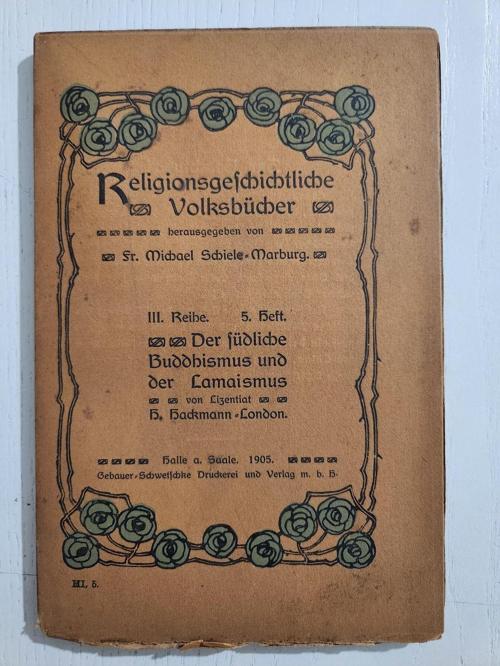 Religionsgeschichtliche
Volksbücher
herausgegeben von
Fr. Michael Schiele-Marburg.
III. Reihe. 5. Heft.
Der südliche
Buddhismus und
der Lamaismus
von Lizentiat
H. Hackmann-London.
Halle a. Saale. 1905.
Gebauer-Schwetschke Druckerei und Verlag m. b. H.
III, 5.